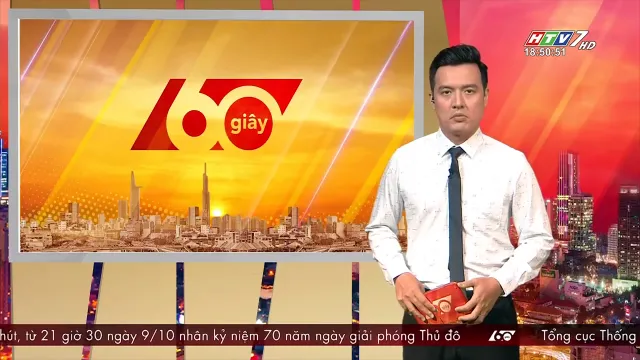 HTV7 HD
18:50:51
60 giây
hút, từ 21 giờ 30 ngày 9/10 nhân kỷ niệm 70 năm ngày giải phóng Thủ đô 60 Tổng cục Thống